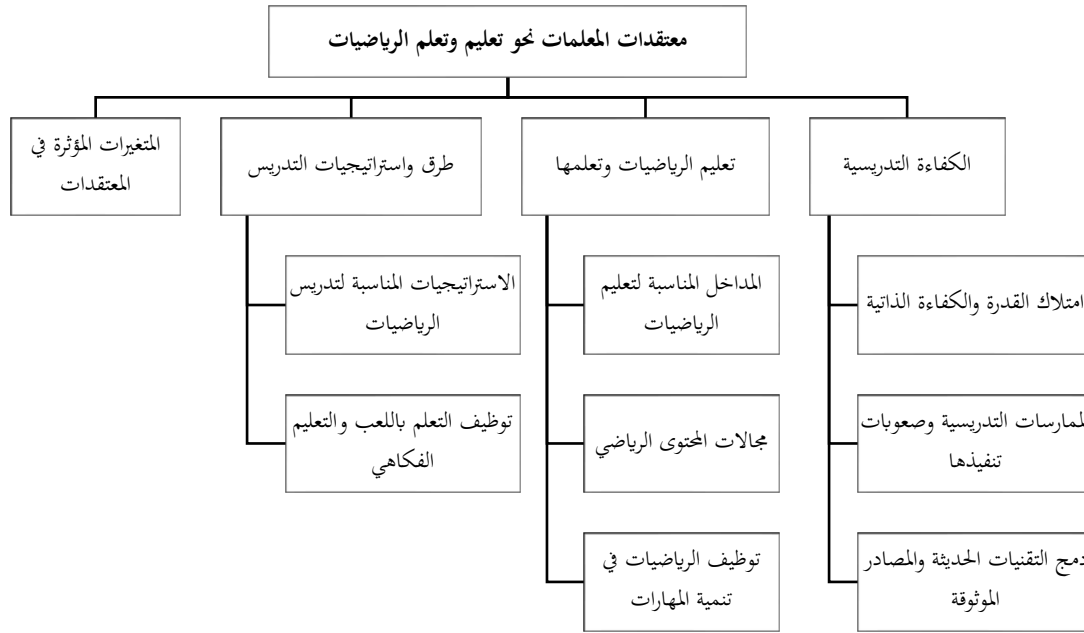 معتقدات المعلمات نحو تعليم وتعلم الرياضيات
الكفاءة التدريسية
تعليم الرياضيات وتعلمها
طرق واستراتيجيات التدريس
المتغيرات المؤثرة في
المعتقدات
امتلاك القدرة والكفاءة الذاتية
لممارسات التدريسية وصعوبات
تنفيذها
دمج التقنيات الحديثة والمصادر
الموثوقة
المداخل المناسبة لتعليم
الرياضيات
مجالات المحتوى الرياضي
توظيف الرياضيات في
تنمية المهارات
الاستراتيجيات المناسبة لتدريس
الرياضيات
توظيف التعلم باللعب والتعليم
الفكاهي